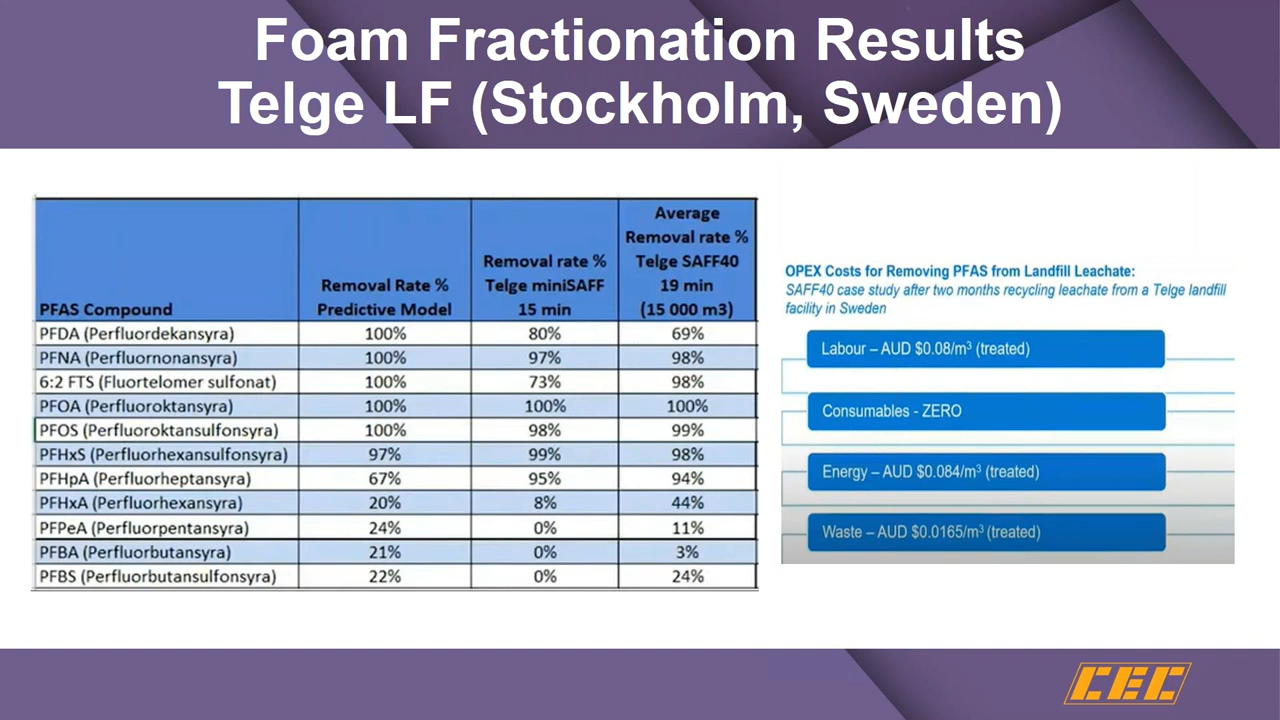 Foam Fractionation Results
Telge LF (Stockholm, Sweden)
PFAS Compound Removal Rate % Predictive Model Removal rate % Telge miniSAFF 15 min Average Removal rate % Telge SAFF40 19 min (15 000 m3)
PFDA (Perfluordekansyra) 100% 80% 69%
PFNA (Perfluornonansyra) 100% 97% 98%
6:2 FTS (Fluortelomer sulfonat) 100% 73% 98%
PFOA (Perfluoroktansyra) 100% 100% 100%
PFOS (Perfluoroktansulfonsyra) 100% 98% 99%
PFHxS (Perfluorhexansulfonsyra) 97% 99% 98%
PFHpA (Perfluorheptansyra) 67% 95% 94%
PFHxA (Perfluorhexansyra) 20% 8% 44%
PFPeA (Perfluorpentansyra) 24% 0% 11%
PFBA (Perfluorbutansyra) 21% 0% 3%
PFBS (Perfluorbutansulfonsyra) 22% 0% 24%
OPEX Costs for Removing PFAS from Landfill Leachate:
SAFF40 case study after two months recycling leachate from a Telge landfill
facility in Sweden
Labour – AUD $0.08/m³ (treated)
Consumables - ZERO
Energy – AUD $0.084/m³ (treated)
Waste – AUD $0.0165/m³ (treated)
CEC